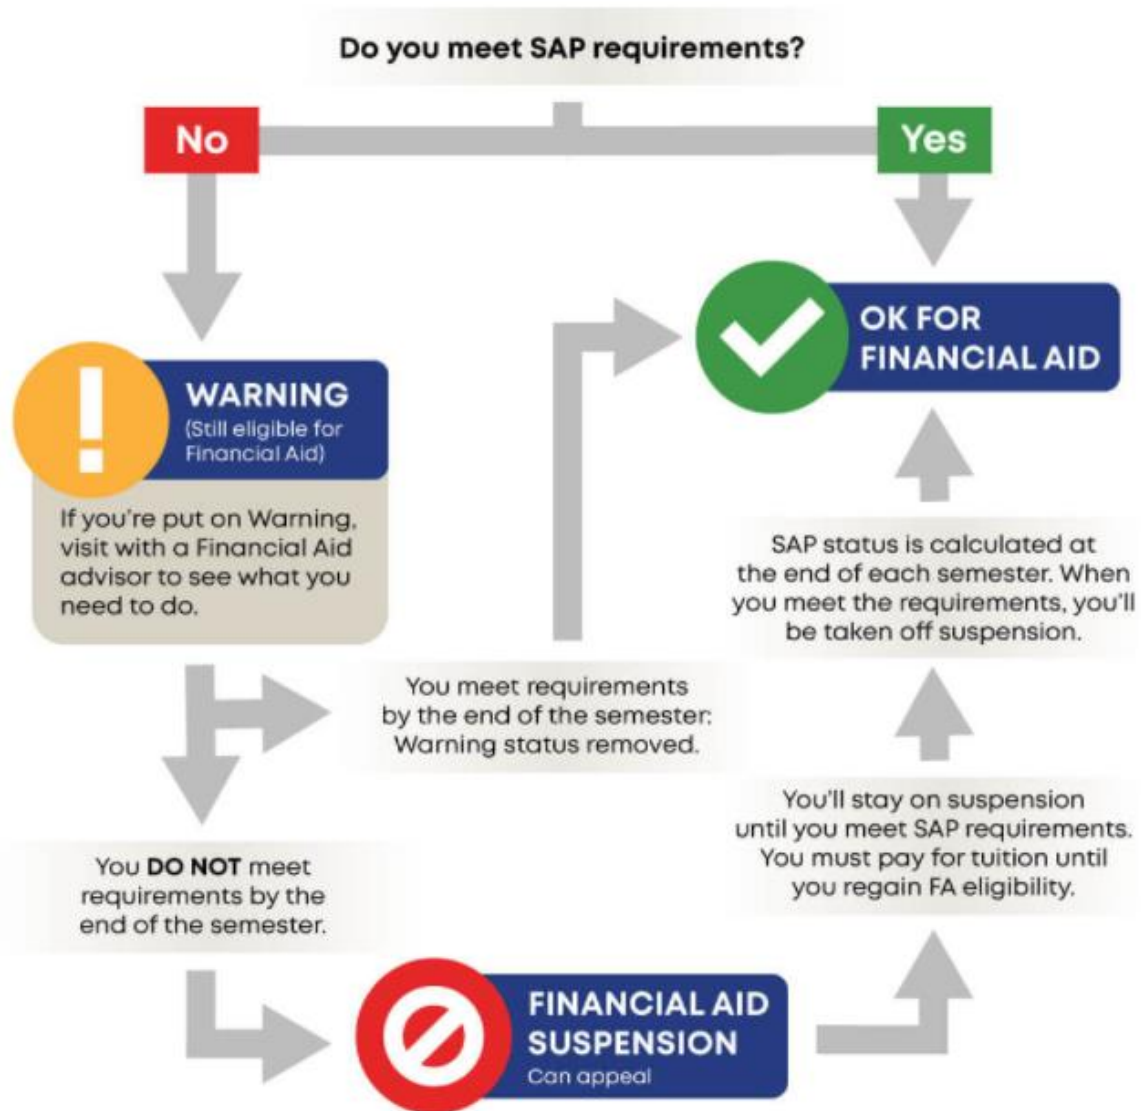 Do you meet SAP requirements?
No
Yes
OK FOR
FINANCIAL AID
WARNING
(Still eligible for
Financial Aid)
If you're put on Warning,
visit with a Financial Aid
advisor to see what you
need to do.
SAP status is calculated at
the end of each semester. When
you meet the requirements, you'll
be taken off suspension.
You meet requirements
by the end of the semester:
Warning status removed.
You'll stay on suspension
until you meet SAP requirements.
You must pay for tuition until
you regain FA eligibility.
You DO NOT meet
requirements by the
end of the semester.
FINANCIAL AID
SUSPENSION
Can appeal